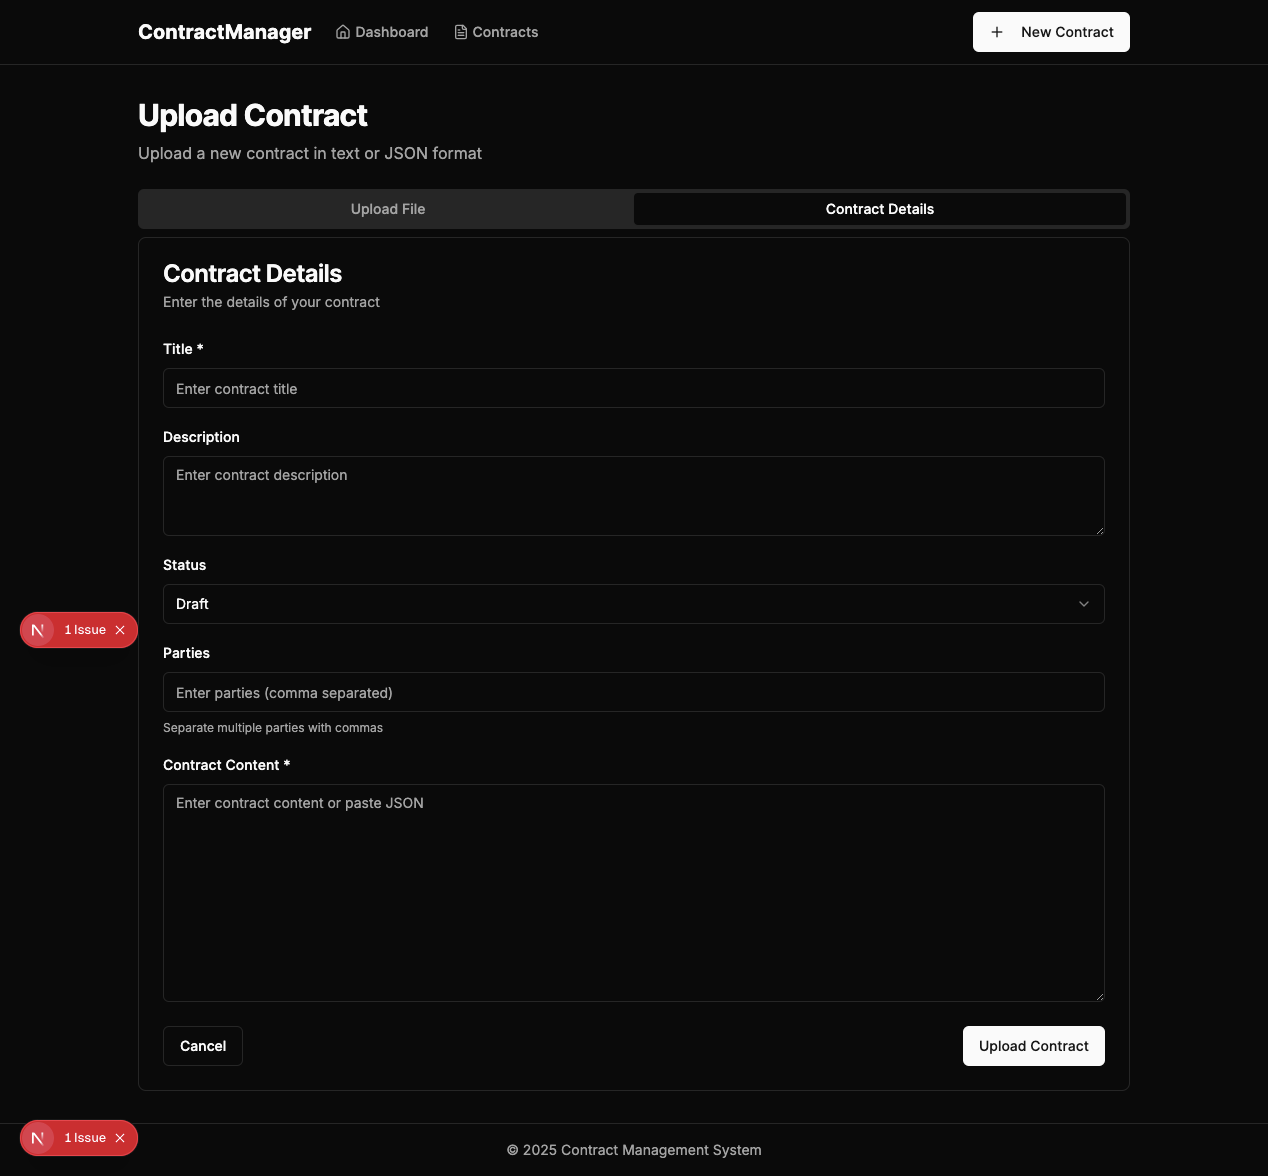 ContractManager
Dashboard
Contracts
New Contract
Upload Contract
Upload a new contract in text or JSON format
Upload File
Contract Details
Contract Details
Enter the details of your contract
Title *
Enter contract title
Description
Enter contract description
Status
Draft
1 Issue
Parties
Enter parties (comma separated)
Separate multiple parties with commas
Contract Content *
Enter contract content or paste JSON
Cancel
Upload Contract
1 Issue
© 2025 Contract Management System